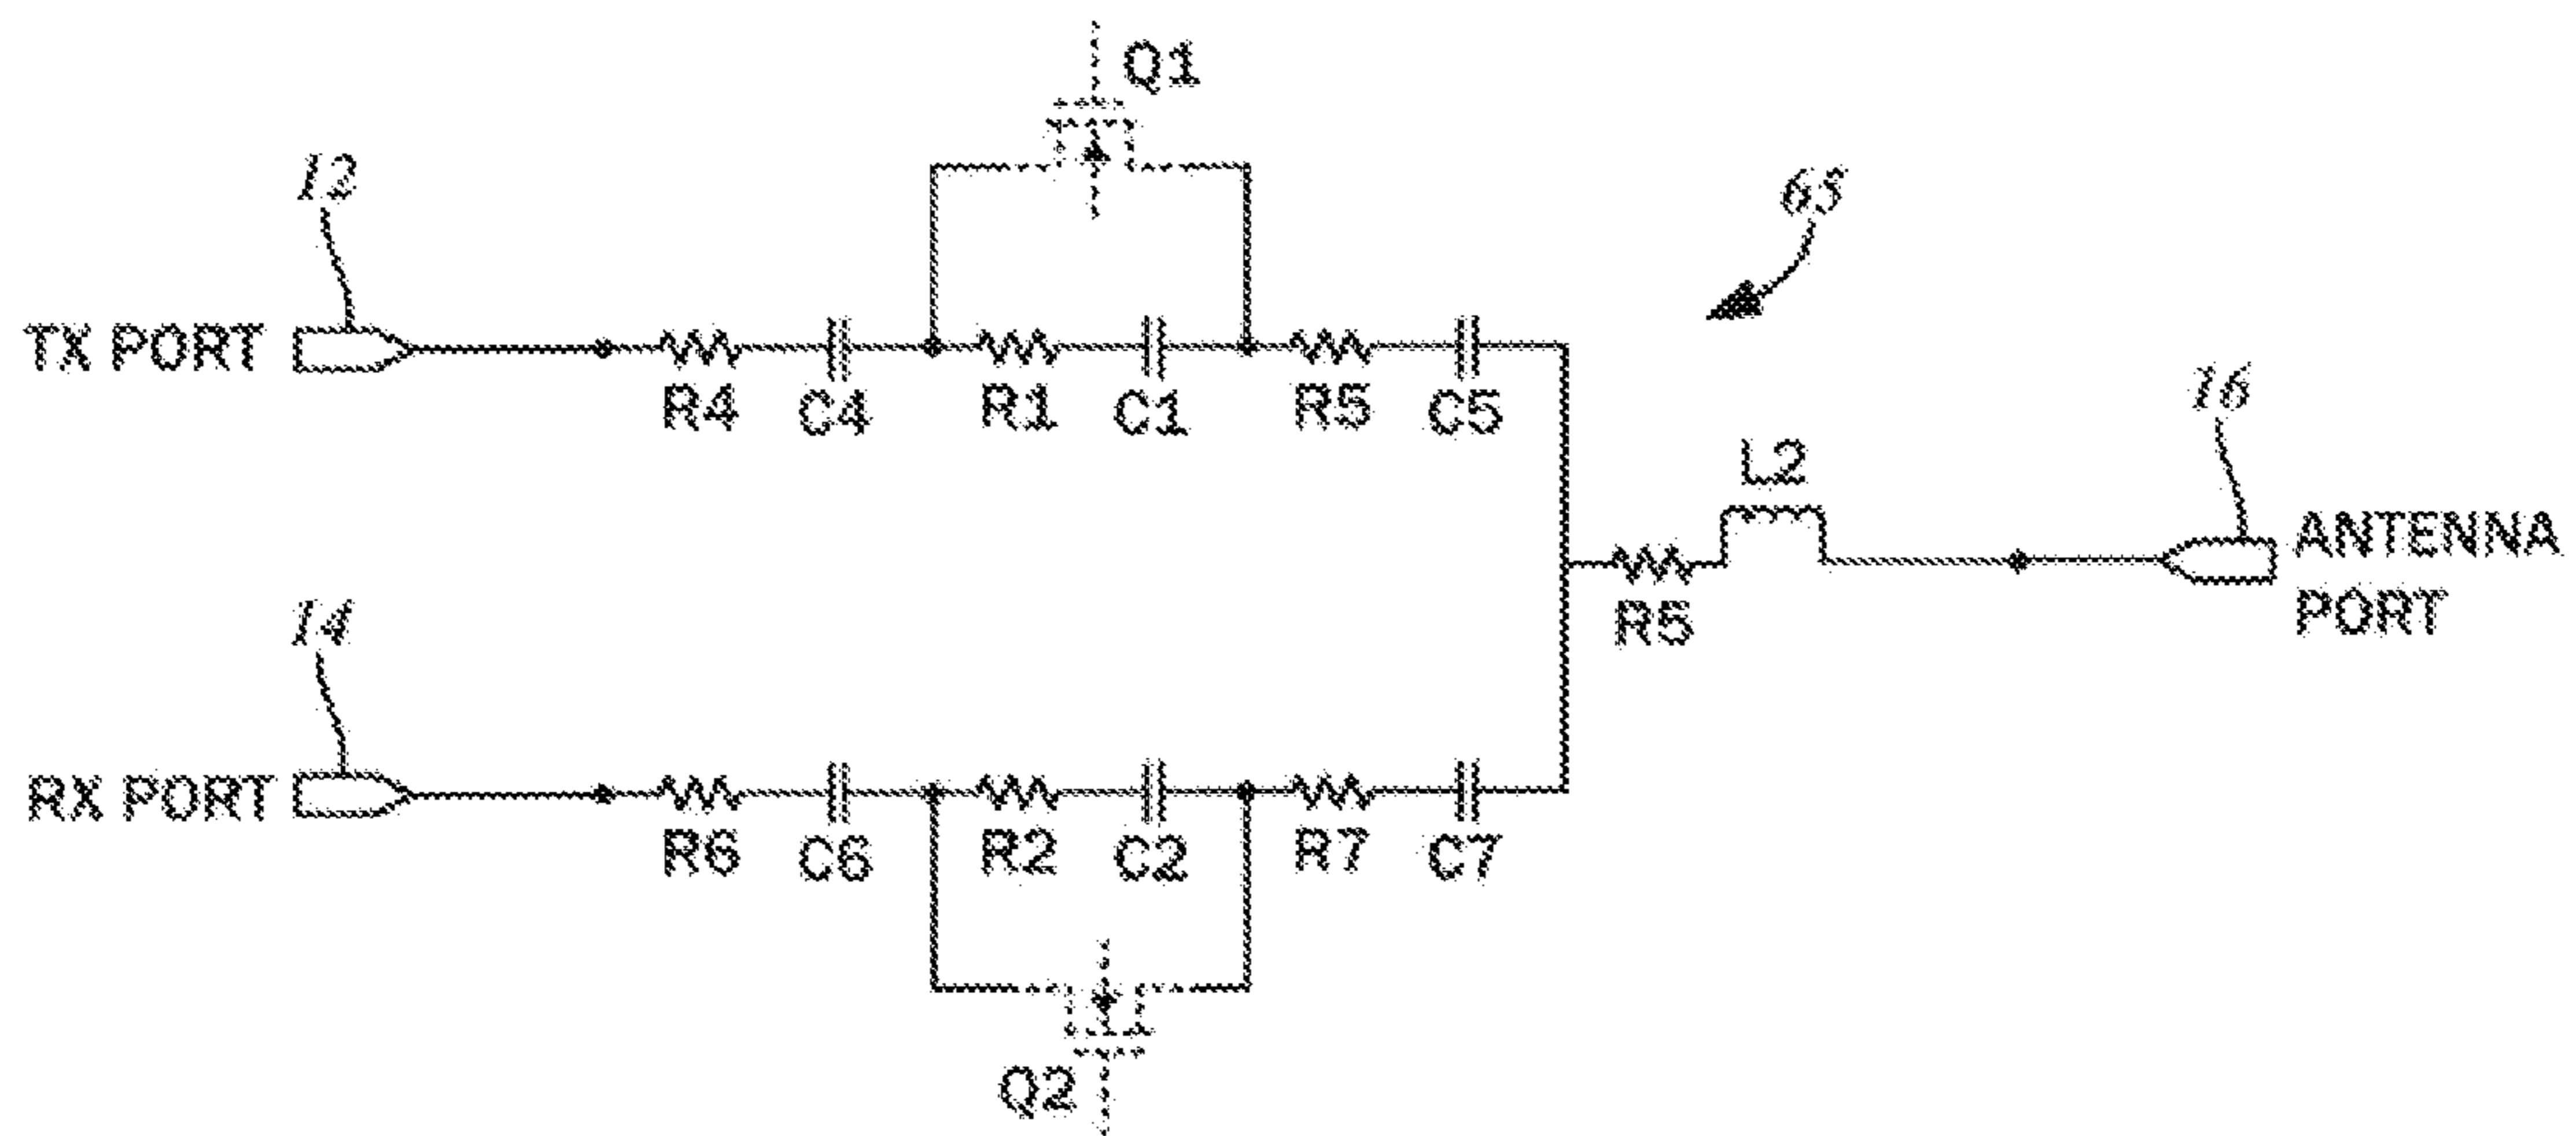 Q1
12
65
TX PORT
R4
C4
R1
C1
R5
C5
16
L2
ANTENNA
PORT
R5
14
RX PORT
R6
C6
R2
C2
R7
C7
Q2